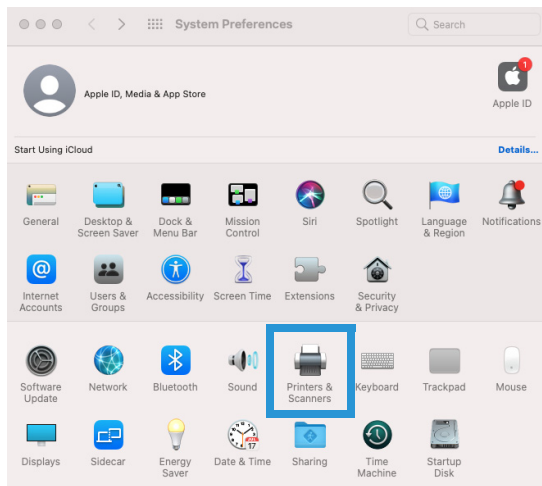 System Preferences
Search
1
Apple ID, Media & App Store
Apple ID
Start Using iCloud
Details...
General
Desktop &
Screen Saver
Dock &
Menu Bar
Mission
Control
Siri
Spotlight
Language
& Region
Notifications
@
Internet
Accounts
Users &
Groups
Accessibility
Screen Time
Extensions
Security
& Privacy
Software
Update
Network
Bluetooth
Sound
Printers &
Scanners
Keyboard
Trackpad
Mouse
Displays
Sidecar
Energy
Saver
JUL
17
Date & Time
Sharing
Time
Machine
Startup
Disk